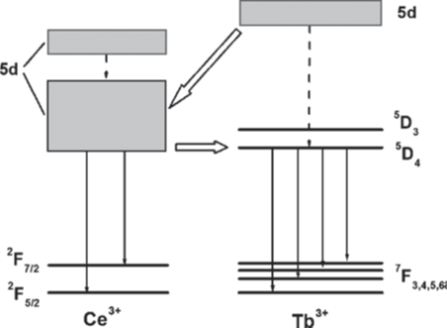 5d
5d
⁵D₃
⁵D₄
²F₇/₂
²F₅/₂
⁷F₃,₄,₅,₆
Ce³⁺
Tb³⁺